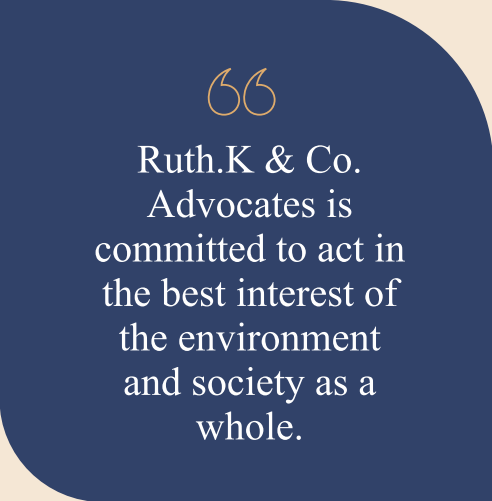 “
Ruth.K & Co.
Advocates is
committed to act in
the best interest of
the environment
and society as a
whole.